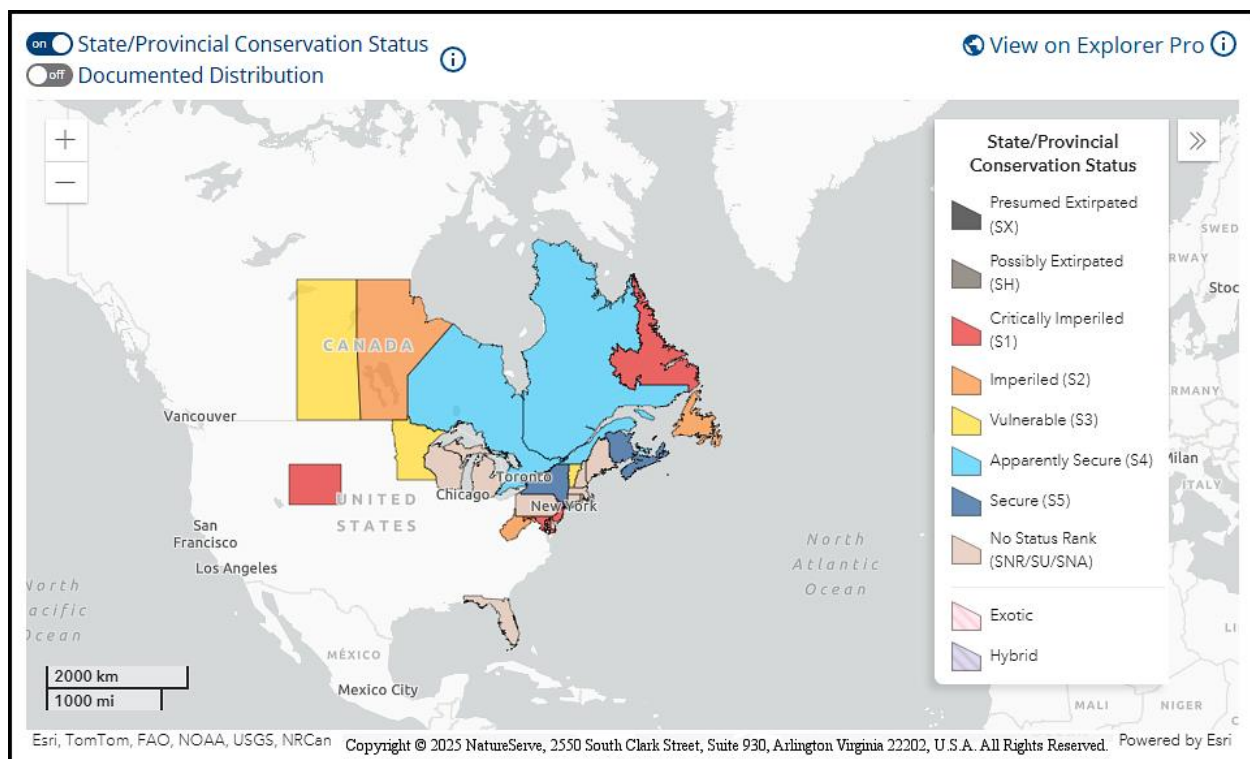 on State/Provincial Conservation Status
off Documented Distribution
View on Explorer Pro
State/Provincial
Conservation Status
Presumed Extirpated
(SX)
Possibly Extirpated
(SH)
Critically Imperiled
(S1)
Imperiled (S2)
Vulnerable (S3)
Apparently Secure (S4)
Secure (S5)
No Status Rank
(SNR/SU/SNA)
Exotic
Hybrid
CANADA
Vancouver
Toronto
Chicago
New York
UNITED
STATES
San
Francisco
Los Angeles
North
Atlantic
Ocean
North
Pacific
Ocean
MÉXICO
Mexico City
MALI
NIGER
ITALY
Milan
2000 km
1000 mi
Esri, TomTom, FAO, NOAA, USGS, NRCan
Copyright © 2025 NatureServe, 2550 South Clark Street, Suite 930, Arlington Virginia 22202, U.S.A. All Rights Reserved.
Powered by Esri